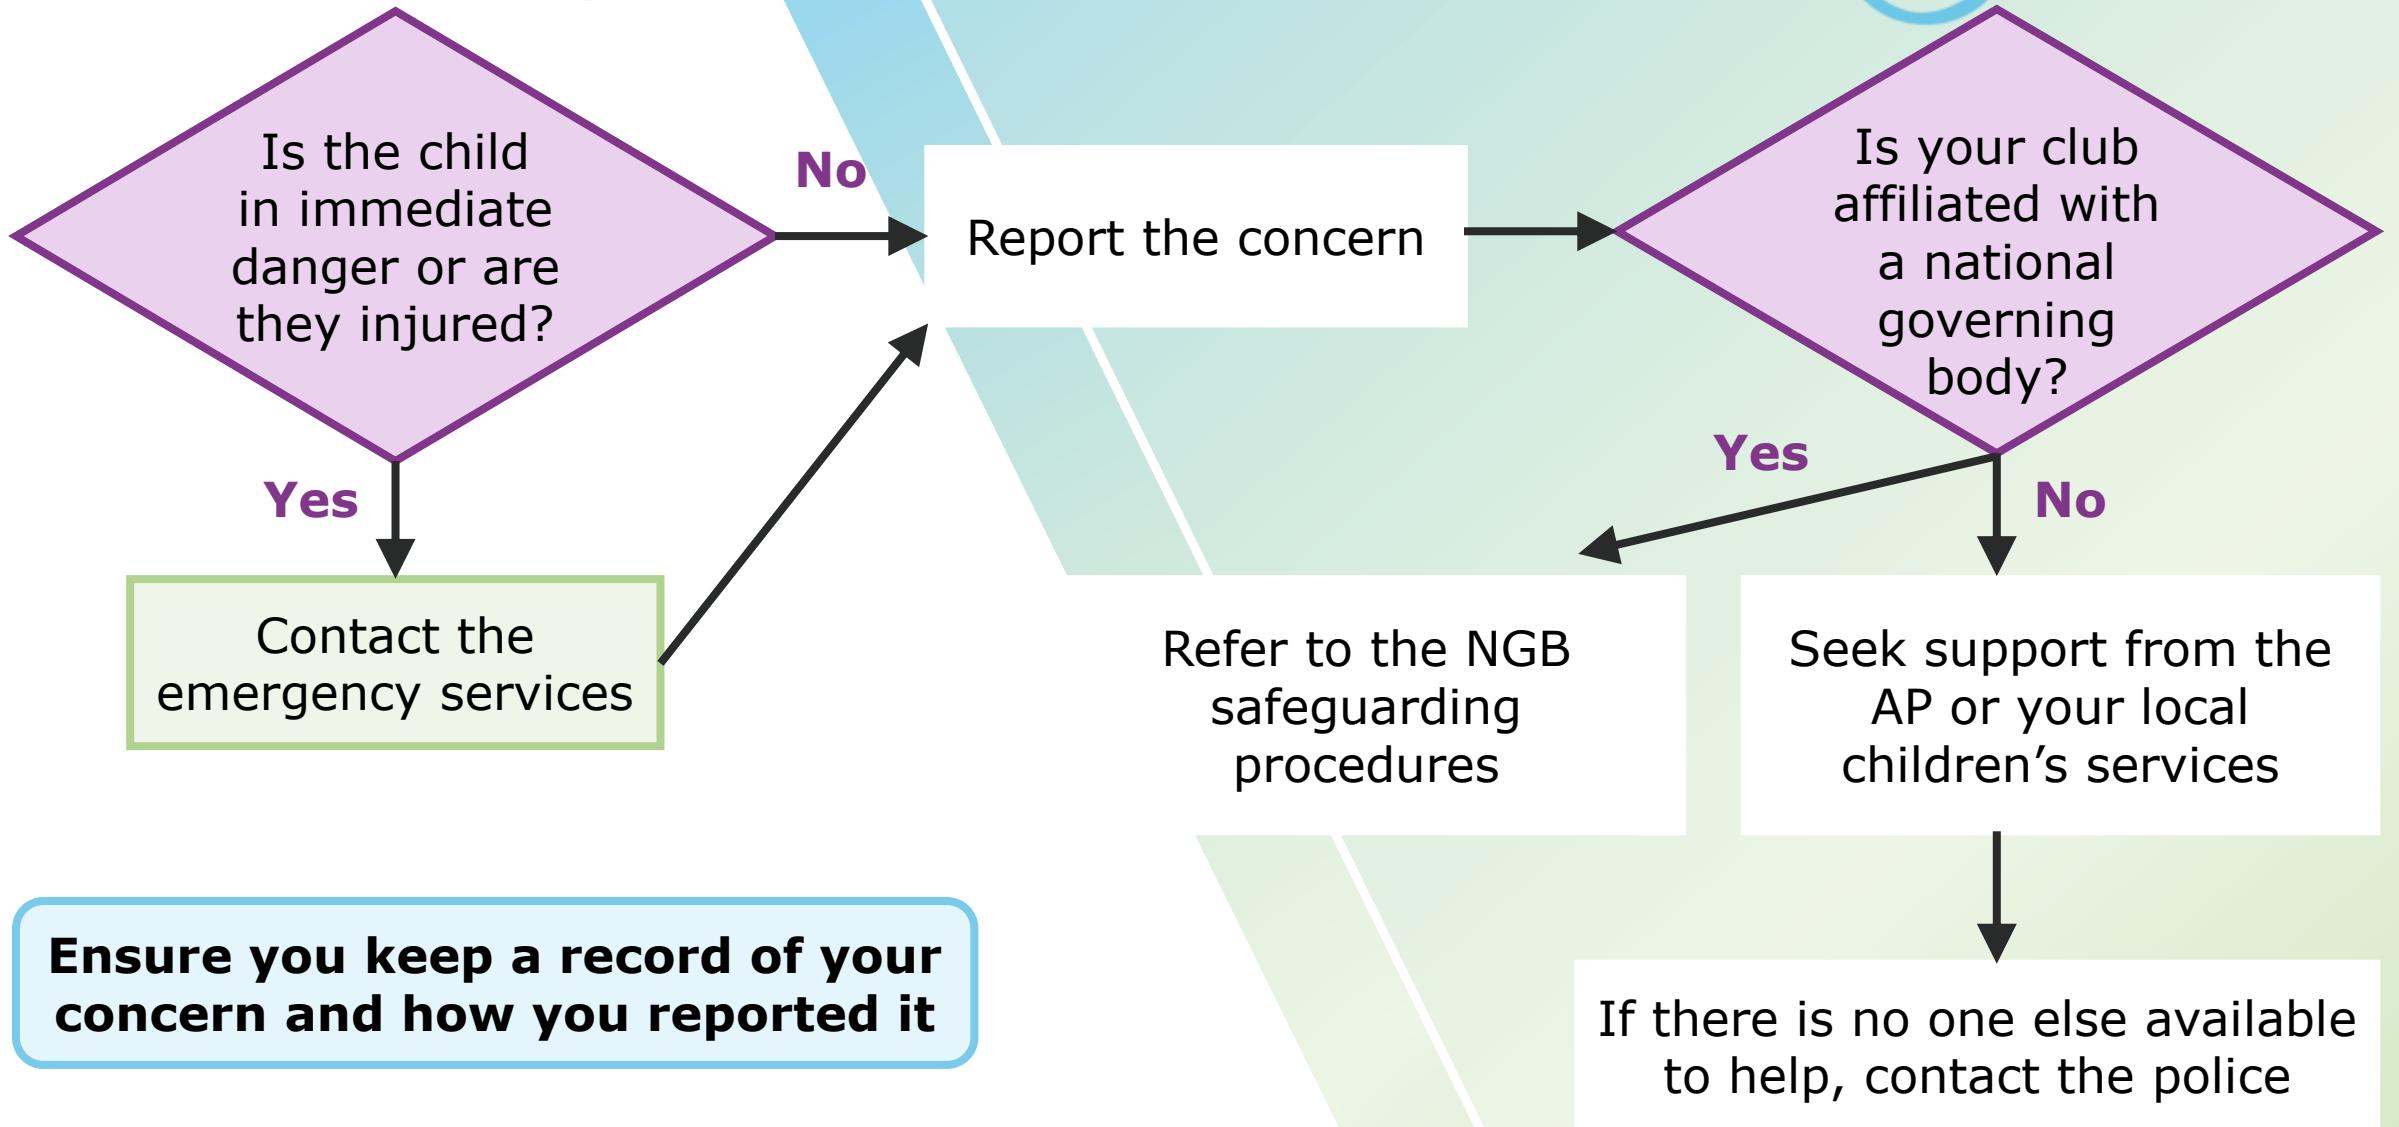 Is the child
in immediate
danger or are
they injured?
No
Report the concern
Is your club
affiliated with
a national
governing
body?
Yes
Contact the
emergency services
Yes
No
Refer to the NGB
safeguarding
procedures
Seek support from the
AP or your local
children’s services
Ensure you keep a record of your
concern and how you reported it
If there is no one else available
to help, contact the police